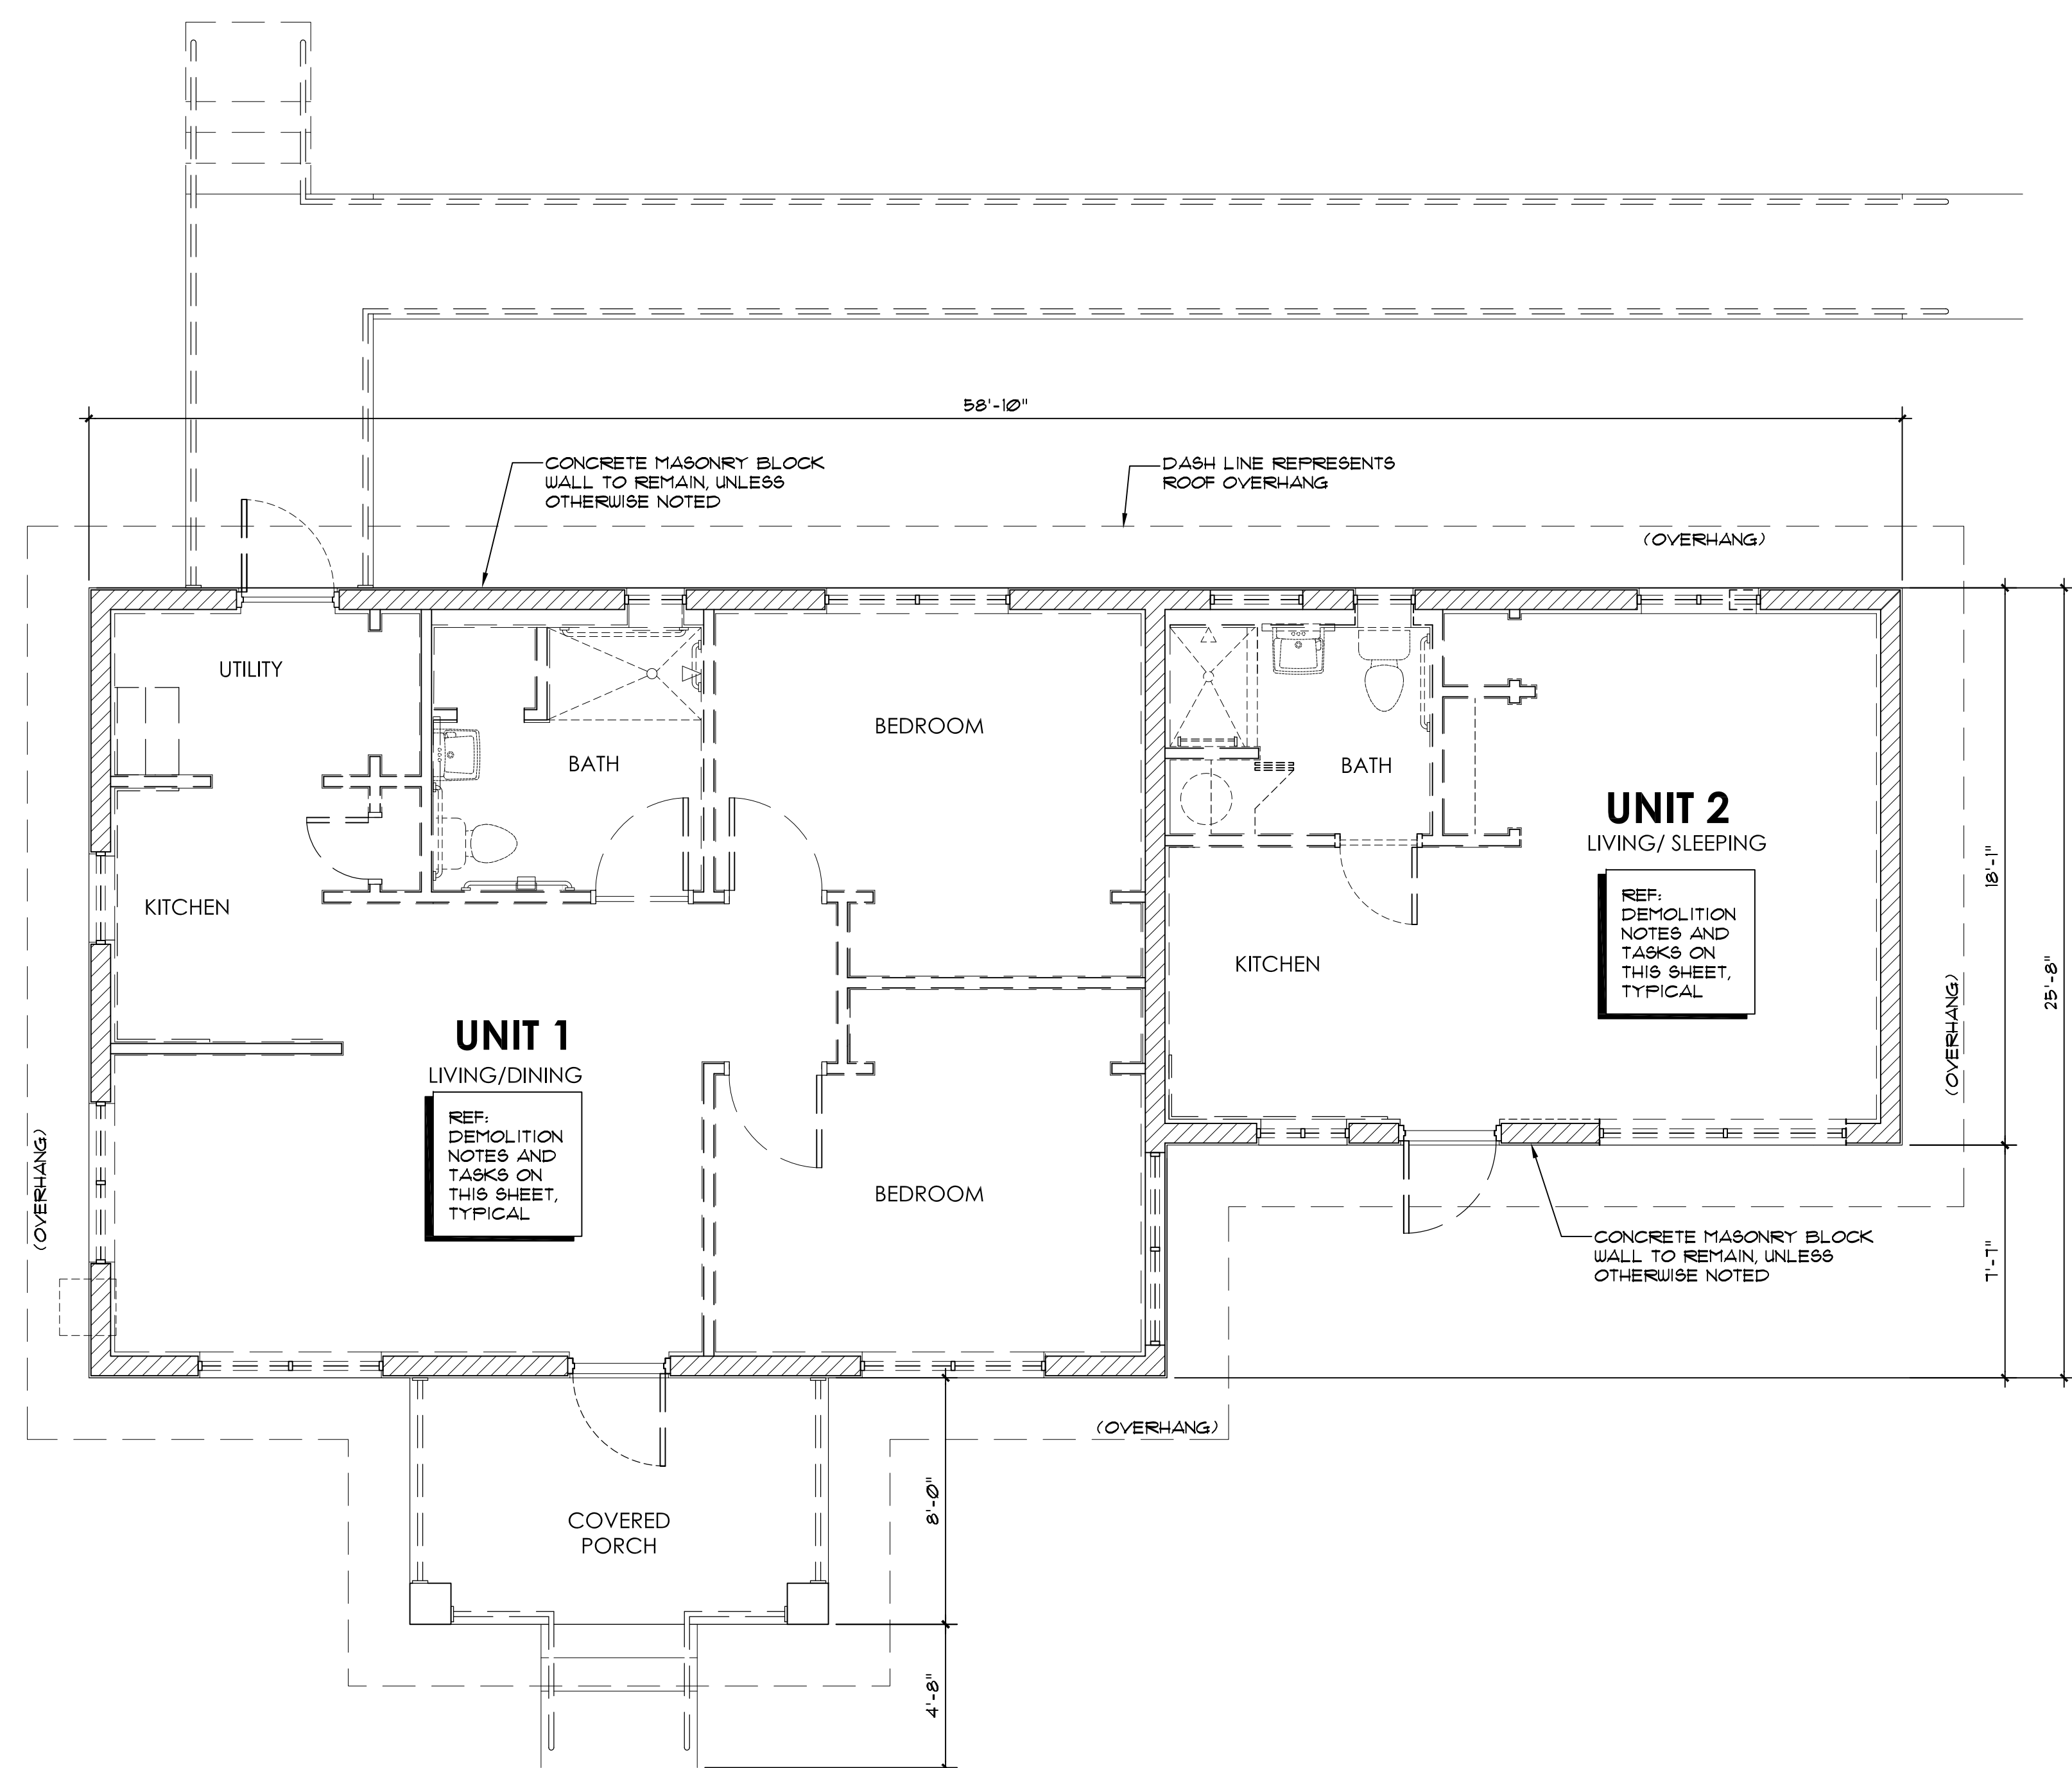 58'-10"
CONCRETE MASONRY BLOCK
WALL TO REMAIN, UNLESS
OTHERWISE NOTED
DASH LINE REPRESENTS
ROOF OVERHANG
(OVERHANG)
UTILITY
BATH
BEDROOM
BATH
KITCHEN
UNIT 2
LIVING/ SLEEPING
REF:
DEMOLITION
NOTES AND
TASKS ON
THIS SHEET,
TYPICAL
KITCHEN
18'-1"
25'-8"
(OVERHANG)
UNIT 1
LIVING/DINING
REF:
DEMOLITION
NOTES AND
TASKS ON
THIS SHEET,
TYPICAL
BEDROOM
(OVERHANG)
CONCRETE MASONRY BLOCK
WALL TO REMAIN, UNLESS
OTHERWISE NOTED
7'-7"
(OVERHANG)
COVERED
PORCH
8'-0"
4'-8"